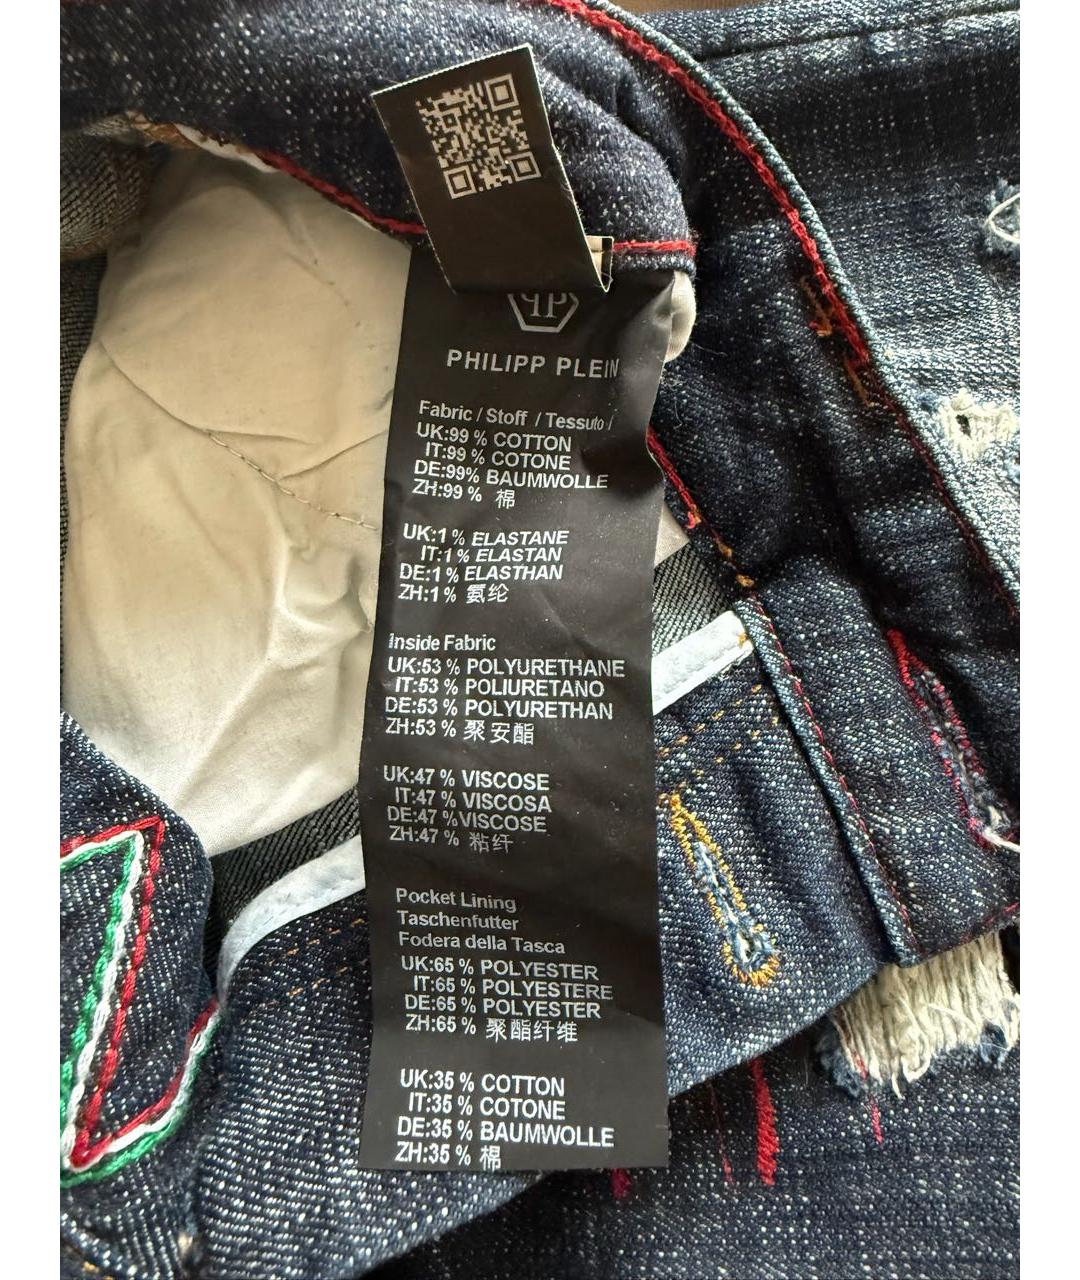 PHILIPP PLEIN
Fabric / Stoff / Tessuto /
UK:99 % COTTON
IT:99 % COTONE
DE:99% BAUMWOLLE
ZH:99 % 棉
UK:1 % ELASTANE
IT:1 % ELASTAN
DE:1 % ELASTHAN
ZH:1 % 氨纶
Inside Fabric
UK:53 % POLYURETHANE
IT:53 % POLIURETANO
DE:53 % POLYURETHAN
ZH:53 % 聚安酯
UK:47 % VISCOSE
IT:47 % VISCOSA
DE:47 %VISCOSE
ZH:47 % 粘纤
Pocket Lining
Taschenfutter
Fodera della Tasca
UK:65 % POLYESTER
IT:65 % POLYESTERE
DE:65 % POLYESTER
ZH:65 % 聚酯纤维
UK:35 % COTTON
IT:35 % COTONE
DE:35 % BAUMWOLLE
ZH:35 % 棉